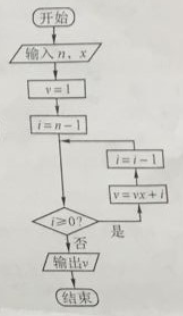 开始
输入n、x
v=1
i=n-1
i=i-1
v=vx+i
i≥0?
是
否
输出v
结束